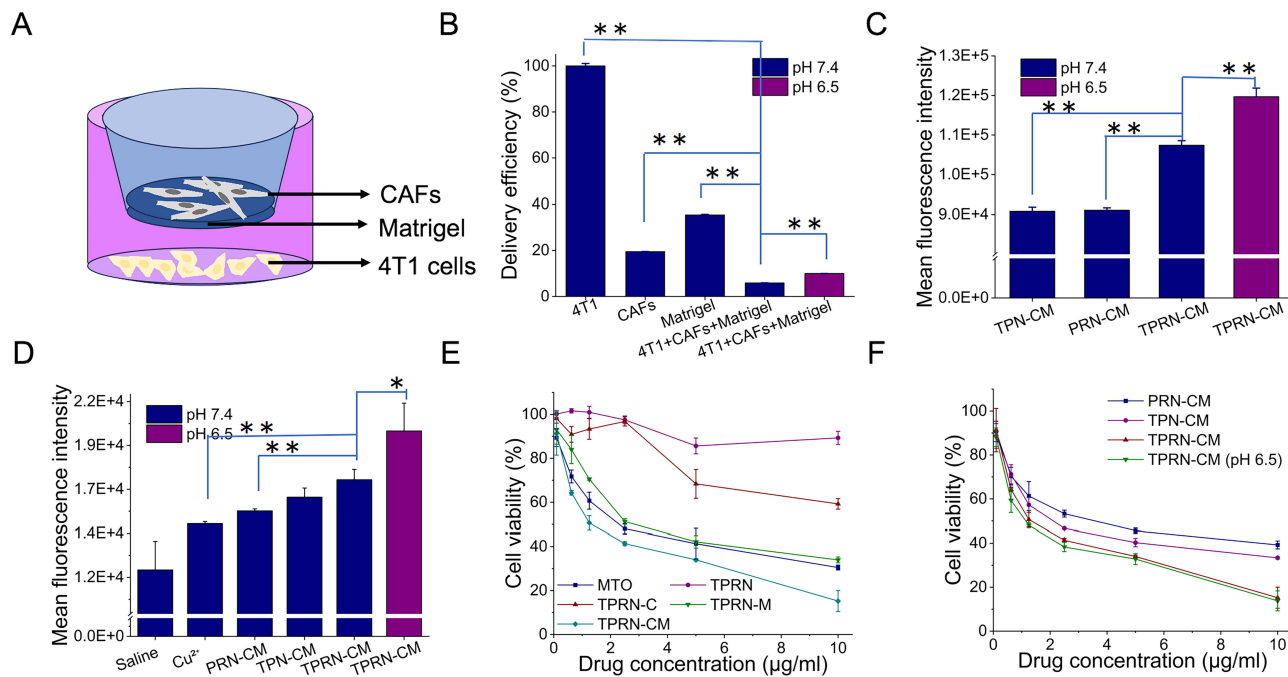 A
CAFs
Matrigel
4T1 cells
B
Delivery efficiency (%)
100
80
60
40
20
0
** ** ** **
pH 7.4
pH 6.5
4T1
CAFs
Matrigel
4T1+CAFs+Matrigel
4T1+CAFs+Matrigel
C
Mean fluorescence intensity
1.3E+5
1.2E+5
1.1E+5
9.0E+4
0.0E+0
pH 7.4
pH 6.5
** ** **
TPN-CM
PRN-CM
TPRN-CM
TPRN-CM
D
Mean fluorescence intensity
2.2E+4
1.9E+4
1.7E+4
1.4E+4
1.2E+4
0.0E+0
pH 7.4
pH 6.5
** ** *
Saline
Cu²⁺
PRN-CM
TPN-CM
TPRN-CM
TPRN-CM
E
Cell viability (%)
100
80
60
40
20
0
MTO
TPRN
TPRN-C
TPRN-M
TPRN-CM
0 2 4 6 8 10
Drug concentration (μg/ml)
F
Cell viability (%)
100
80
60
40
20
0
PRN-CM
TPN-CM
TPRN-CM
TPRN-CM (pH 6.5)
0 2 4 6 8 10
Drug concentration (μg/ml)